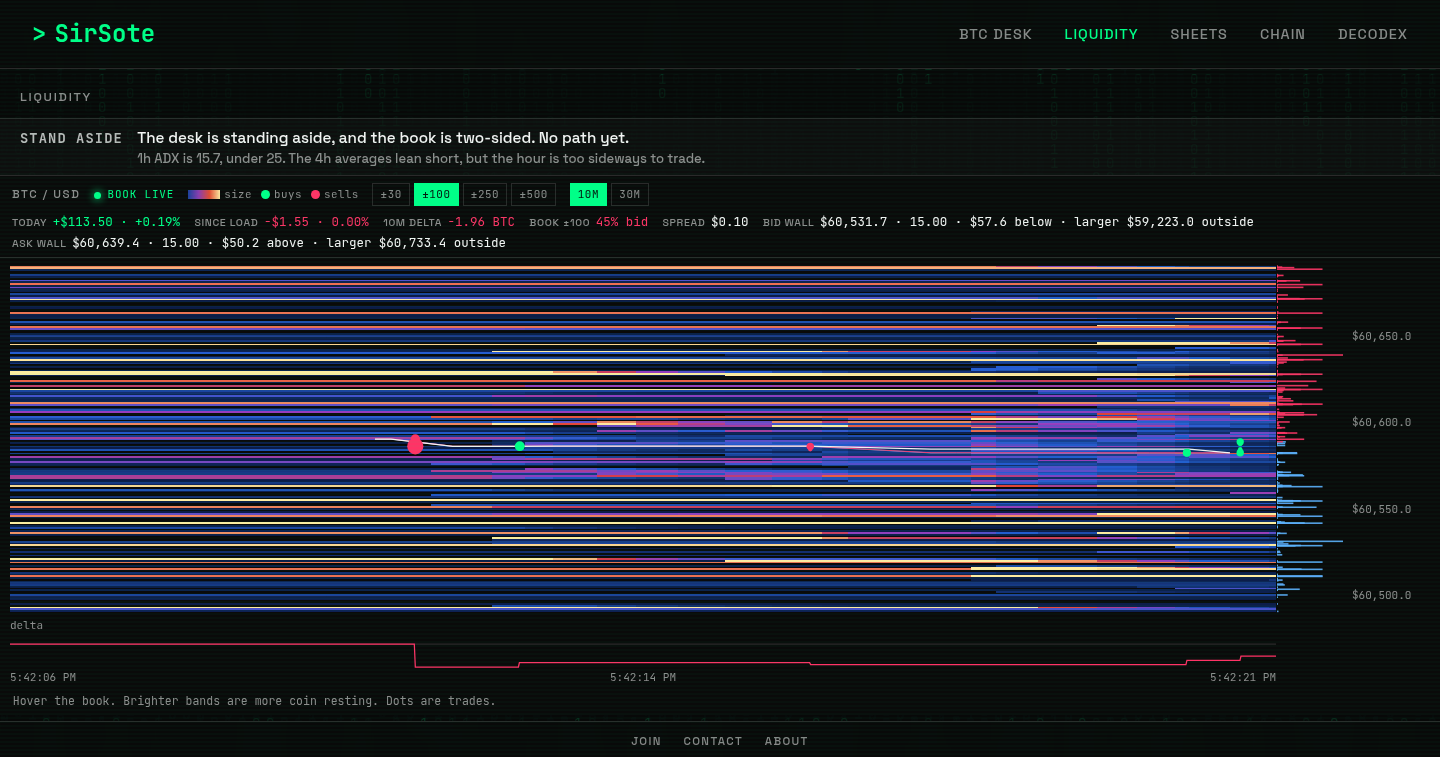 > SirSote
BTC DESK LIQUIDITY SHEETS CHAIN DECODEX
LIQUIDITY
STAND ASIDE The desk is standing aside, and the book is two-sided. No path yet.
1h ADX is 15.7, under 25. The 4h averages lean short, but the hour is too sideways to trade.
BTC / USD BOOK LIVE size buys sells ±30 ±100 ±250 ±500 10M 30M
TODAY +$113.50 · +0.19% SINCE LOAD -$1.55 · 0.00% 10M DELTA -1.96 BTC BOOK ±100 45% bid SPREAD $0.10 BID WALL $60,531.7 · 15.00 · $57.6 below · larger $59,223.0 outside
ASK WALL $60,639.4 · 15.00 · $50.2 above · larger $60,733.4 outside
$60,650.0
$60,600.0
$60,550.0
$60,500.0
delta
5:42:06 PM 5:42:14 PM 5:42:21 PM
Hover the book. Brighter bands are more coin resting. Dots are trades.
JOIN CONTACT ABOUT